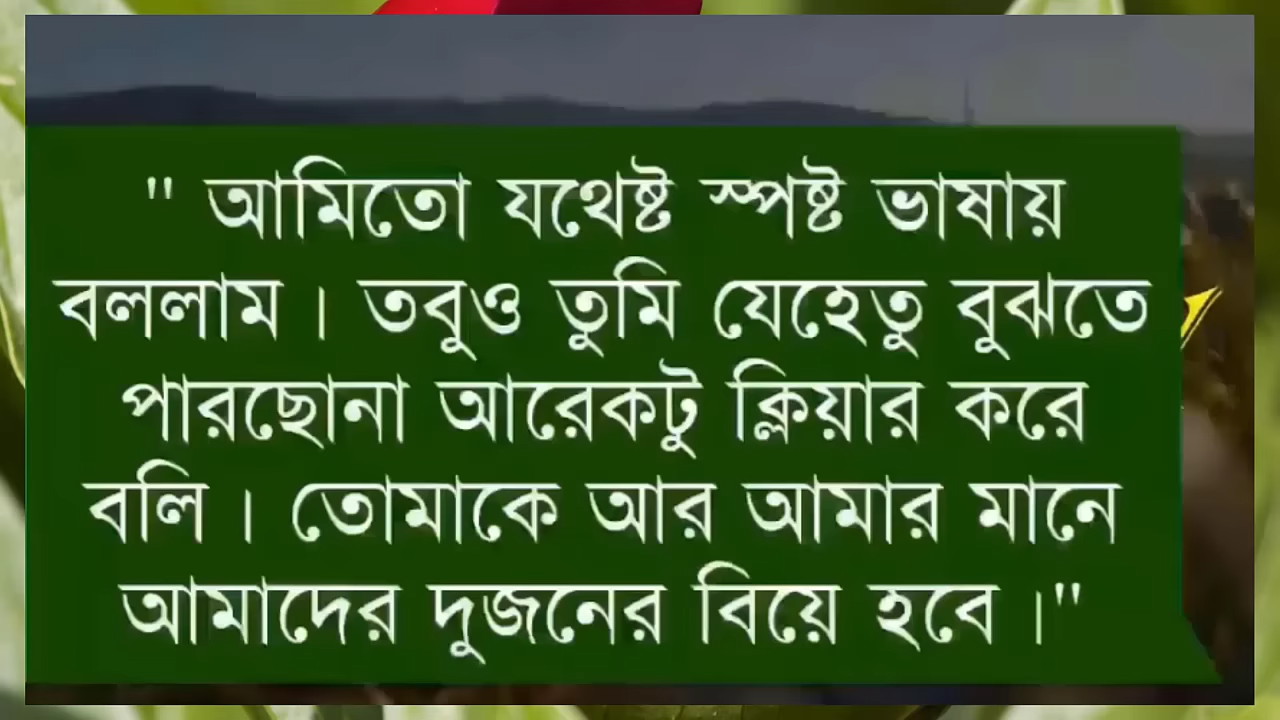 " আমিতো যথেষ্ট স্পষ্ট ভাষায়
বললাম । তবুও তুমি যেহেতু বুঝতে
পারছোনা আরেকটু ক্লিয়ার করে
বলি । তোমাকে আর আমার মানে
আমাদের দুজনের বিয়ে হবে ।"